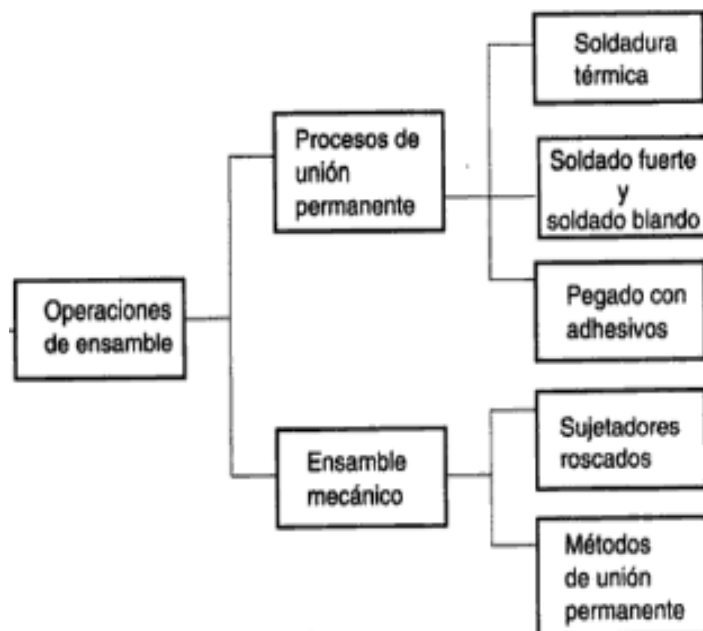 Operaciones
de ensamble
Procesos de
unión
permanente
Soldadura
térmica
Soldado fuerte
y
soldado blando
Pegado con
adhesivos
Ensamble
mecánico
Sujetadores
roscados
Métodos
de unión
permanente